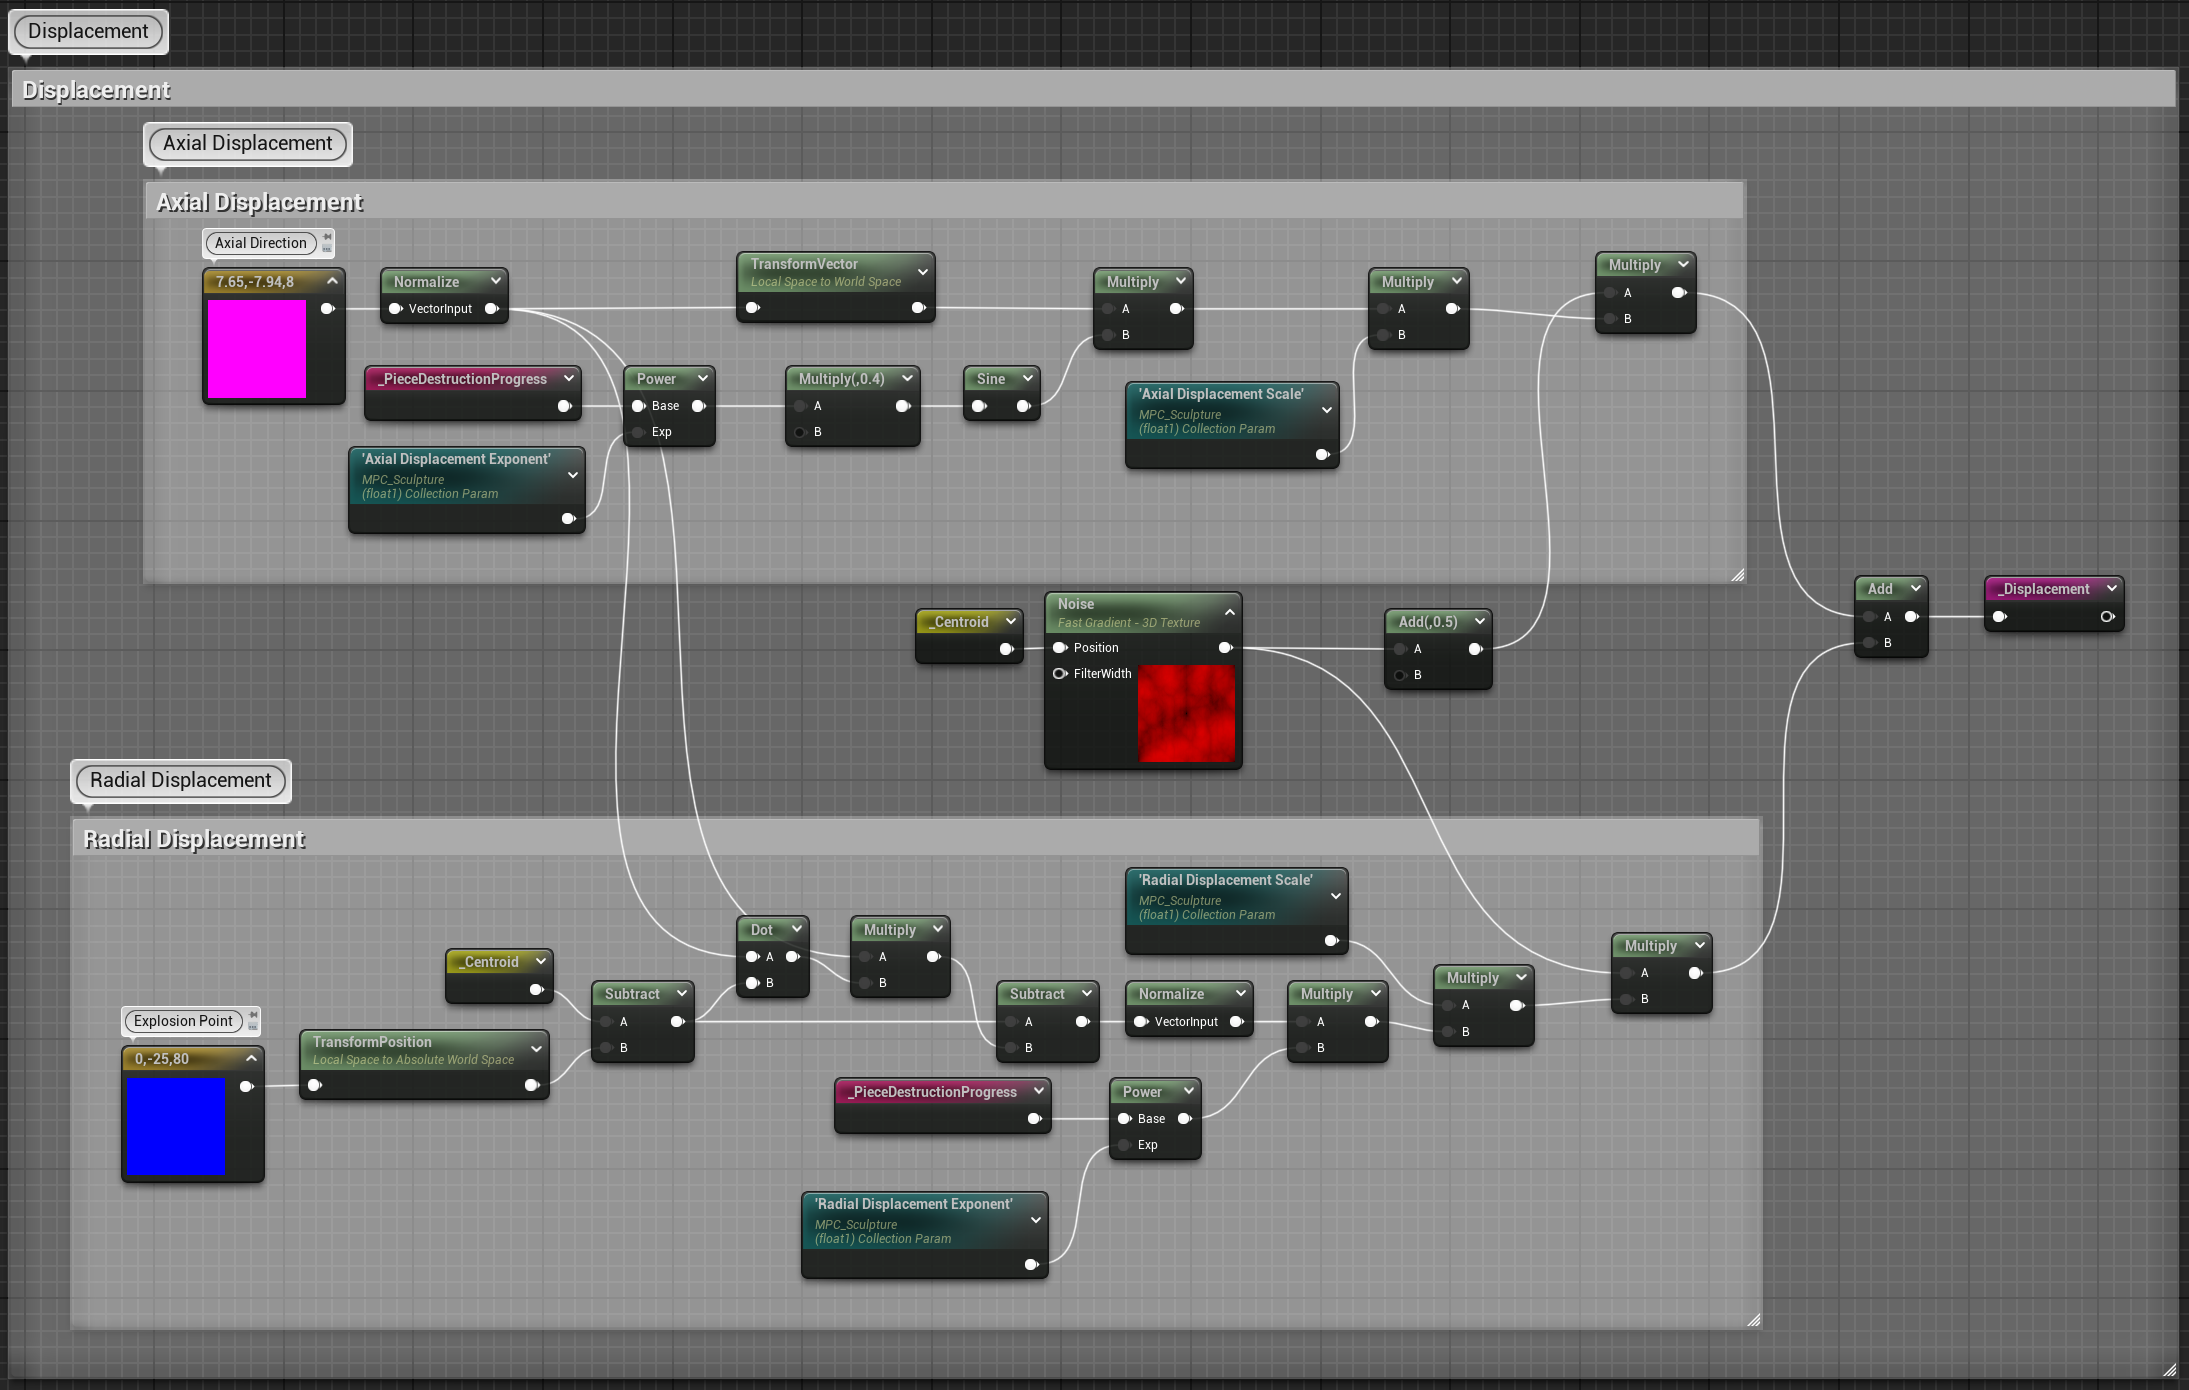 Displacement
Displacement
Axial Displacement
Axial Displacement
Axial Direction
7.65,-7.94,8
Normalize
VectorInput
TransformVector
Local Space to World Space
Multiply
A
B
Multiply
A
B
Multiply
A
B
_PieceDestructionProgress
Power
Base
Exp
Multiply(,0.4)
A
B
Sine
'Axial Displacement Scale'
MPC_Sculpture
(float1) Collection Param
'Axial Displacement Exponent'
MPC_Sculpture
(float1) Collection Param
_Centroid
Noise
Fast Gradient - 3D Texture
Position
FilterWidth
Add(,0.5)
A
B
Add
A
B
_Displacement
Radial Displacement
Radial Displacement
'Radial Displacement Scale'
MPC_Sculpture
(float1) Collection Param
Dot
A
B
Multiply
A
B
_Centroid
Subtract
A
B
Subtract
A
B
Normalize
VectorInput
Multiply
A
B
Multiply
A
B
Multiply
A
B
Explosion Point
0,-25,80
TransformPosition
Local Space to Absolute World Space
_PieceDestructionProgress
Power
Base
Exp
'Radial Displacement Exponent'
MPC_Sculpture
(float1) Collection Param